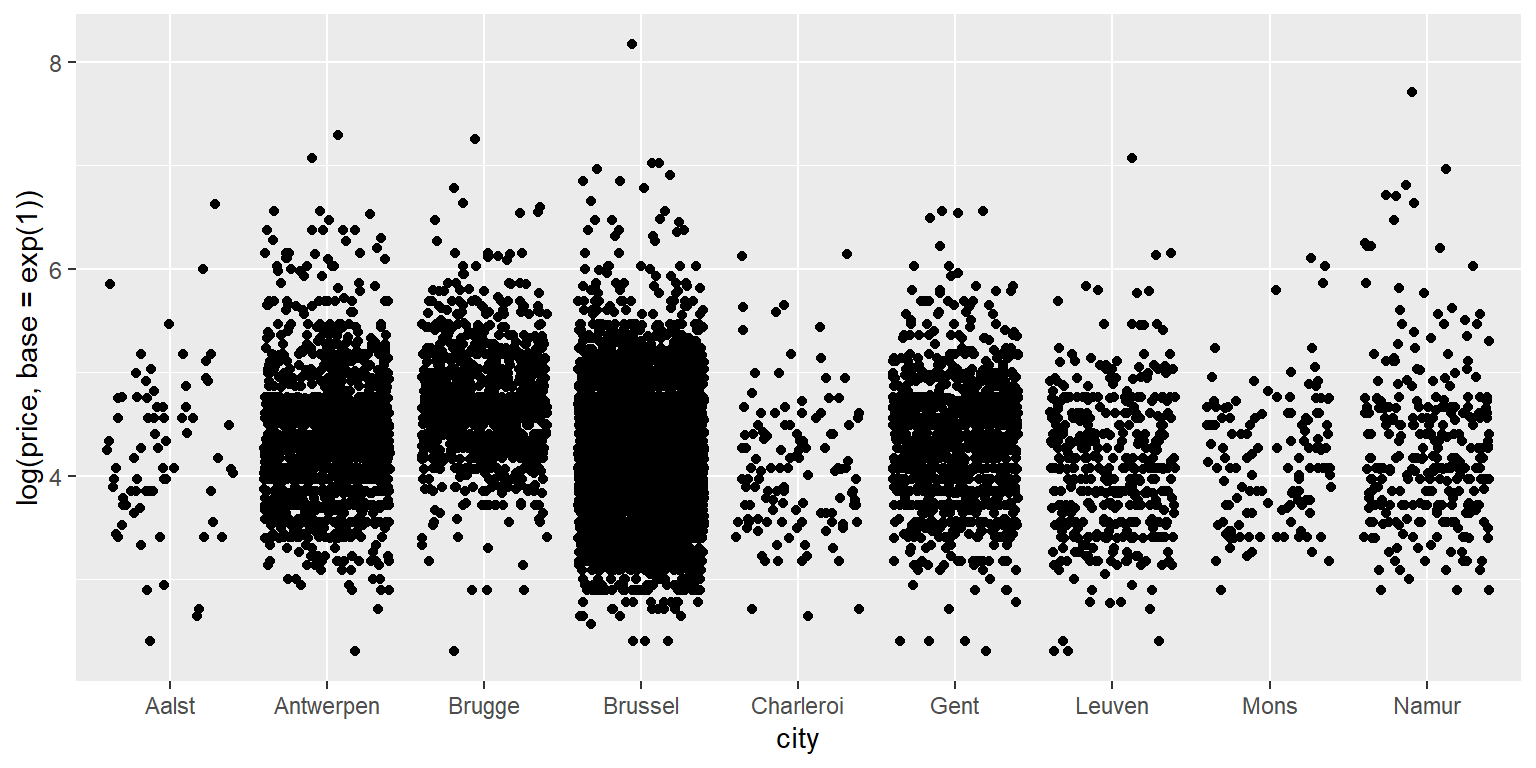 log(price, base = exp(1))
8
6
4
Aalst
Antwerpen
Brugge
Brussel
Charleroi
Gent
Leuven
Mons
Namur
city